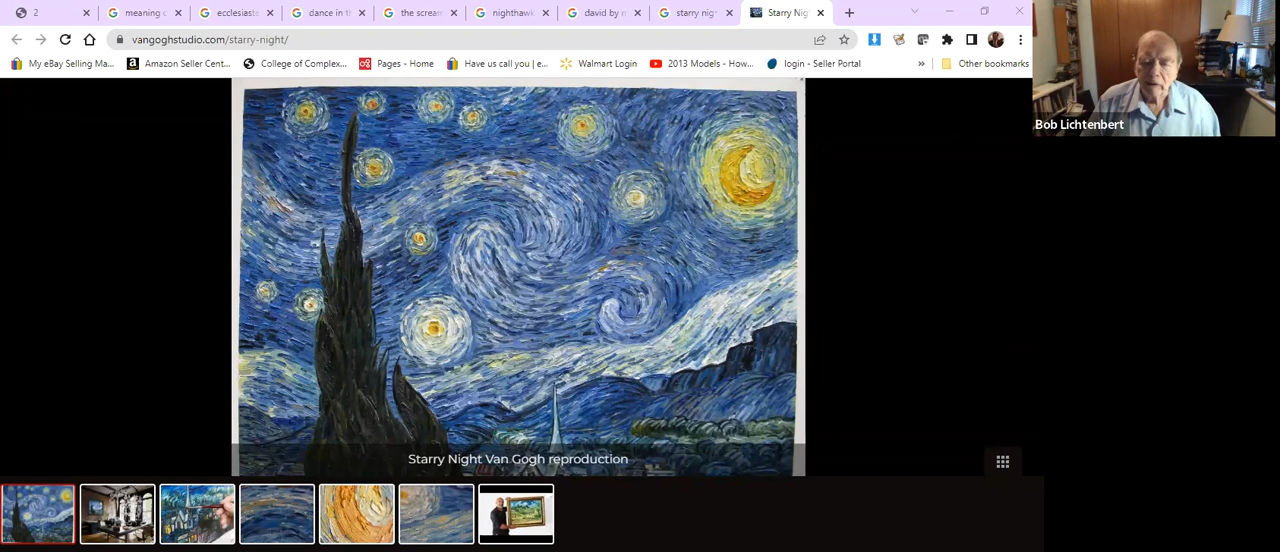 2
meaning o
ecclesiaste
dance in th
the scream
nighthawk
david by e
starry nig
Starry Nigh
vangoghstudio.com/starry-night/
My eBay Selling Ma...
Amazon Seller Cent...
College of Complex...
Pages - Home
Have us call you | e...
Walmart Login
2013 Models - How...
login - Seller Portal
»
Other bookmarks
Bob Lichtenbert
Starry Night Van Gogh reproduction